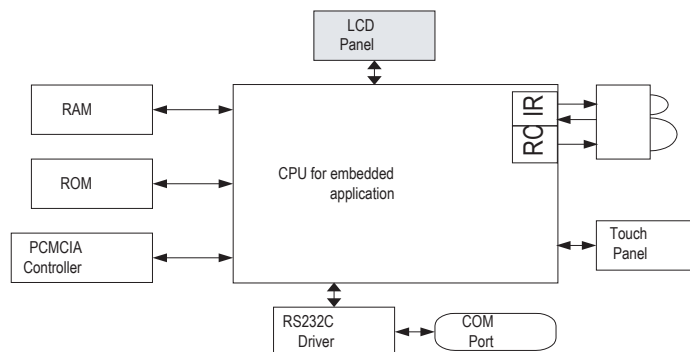 LCD
Panel
RAM
IR
RC
ROM
CPU for embedded
application
PCMCIA
Controller
Touch
Panel
RS232C
Driver
COM
Port